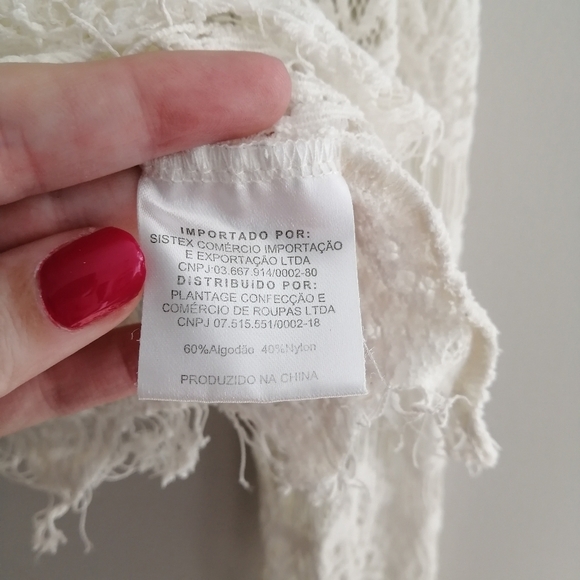 IMPORTADO POR:
SISTEX COMÉRCIO IMPORTAÇÃO
E EXPORTAÇÃO LTDA
CNPJ:03.667.914/0002-80
DISTRIBUIDO POR:
PLANTAGE CONFECÇÃO E
COMÉRCIO DE ROUPAS LTDA
CNPJ 07.515.551/0002-18
60%Algodão 40%Nylon
PRODUZIDO NA CHINA